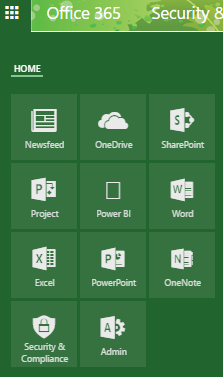 Office 365 Security &
HOME
Newsfeed OneDrive SharePoint
Project Power BI Word
Excel PowerPoint OneNote
Security &
Compliance Admin